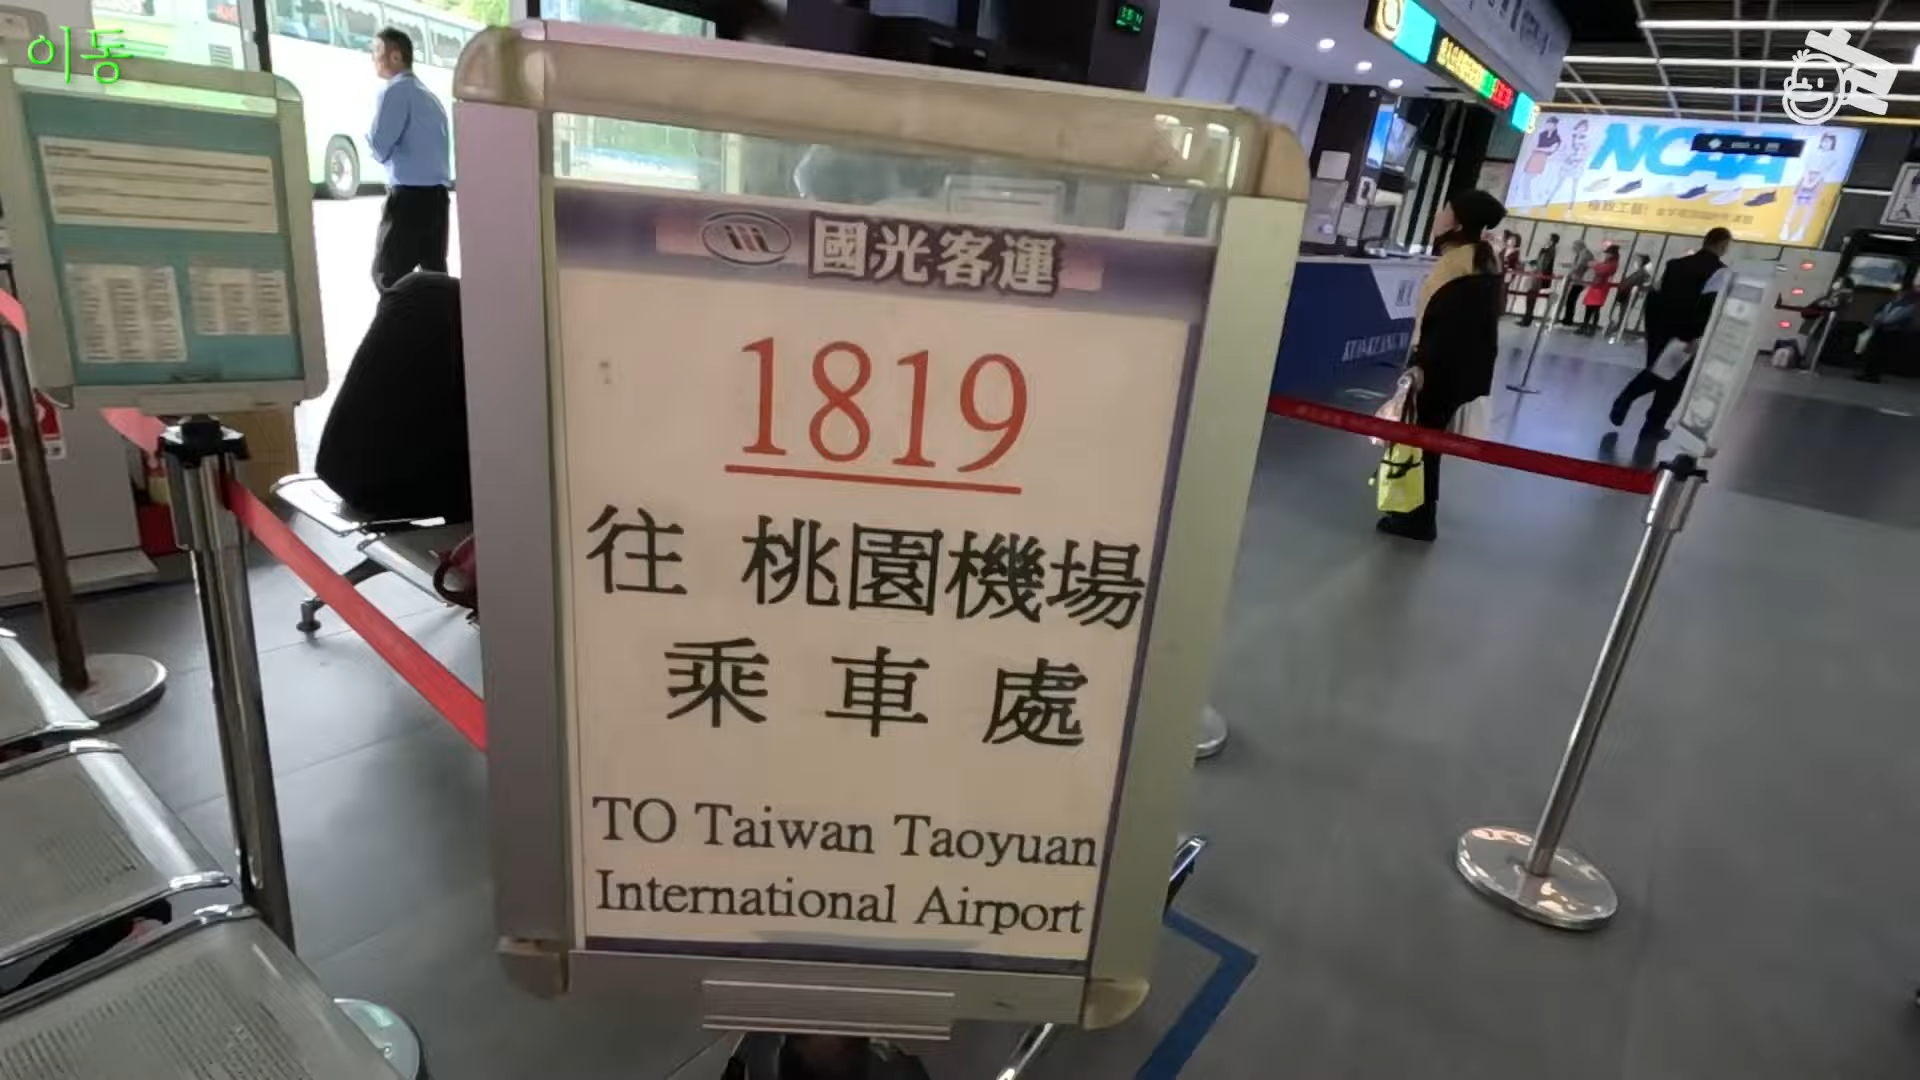 이동
國光客運
1819
往 桃園機場
乘車處
TO Taiwan Taoyuan
International Airport
NCAA